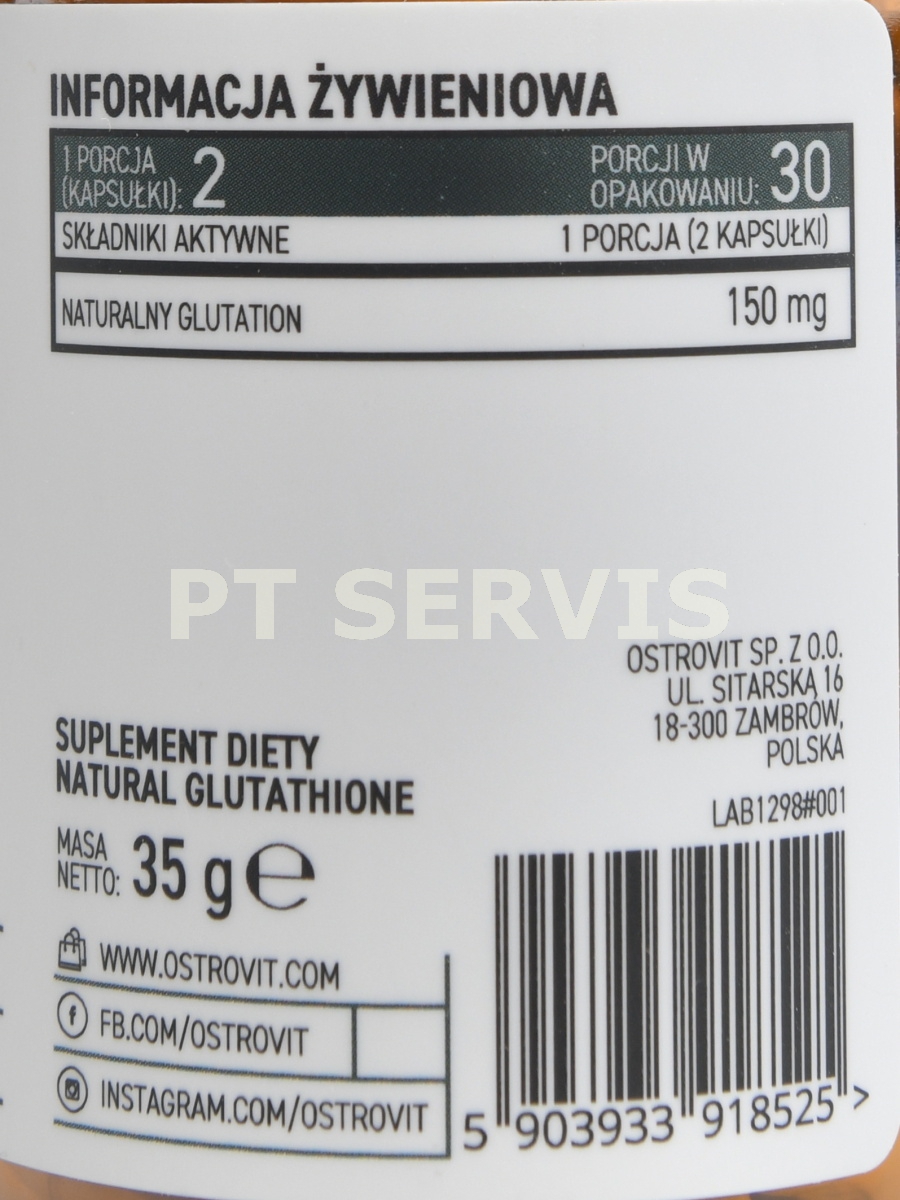 INFORMACJA ŻYWIENIOWA
1 PORCJA
(KAPSUŁKI): 2
PORCJI W
OPAKOWANIU: 30
SKŁADNIKI AKTYWNE 1 PORCJA (2 KAPSUŁKI)
NATURALNY GLUTATION 150 mg
PT SERVIS
OSTROVIT SP. Z O.O.
UL. SITARSKA 16
18-300 ZAMBRÓW,
POLSKA
LAB1298#001
SUPLEMENT DIETY
NATURAL GLUTATHIONE
MASA
NETTO: 35 g ℮
WWW.OSTROVIT.COM
FB.COM/OSTROVIT
INSTAGRAM.COM/OSTROVIT
5 903933 918525 >